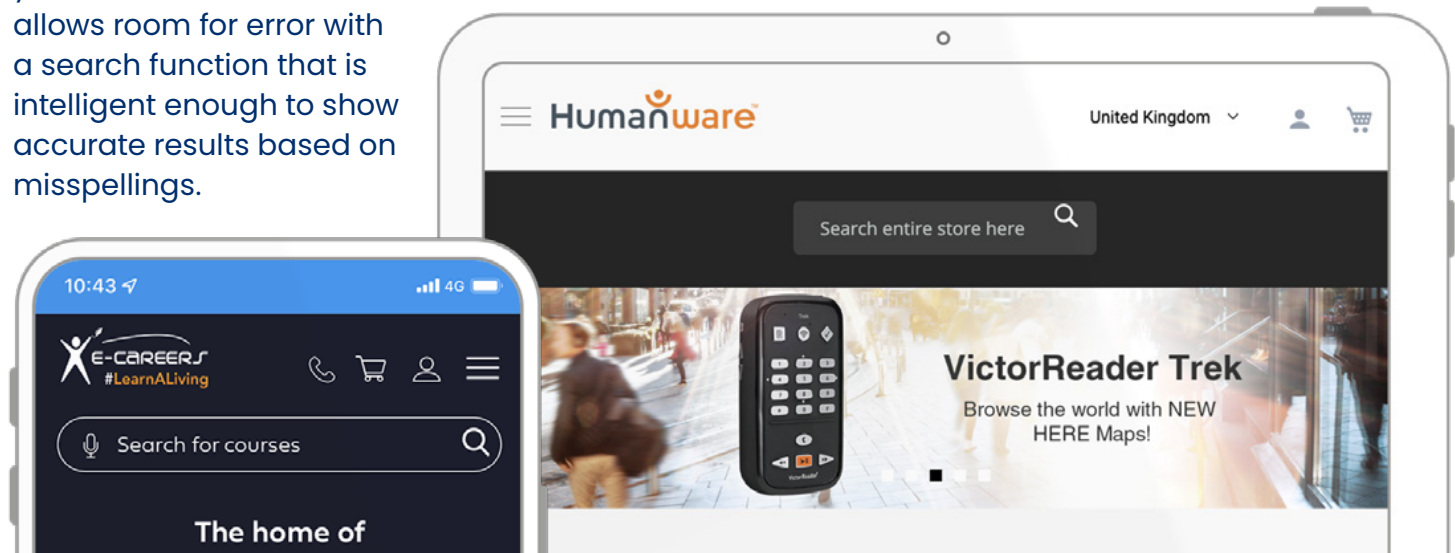 allows room for error with
a search function that is
intelligent enough to show
accurate results based on
misspellings.
Humanware™
United Kingdom
Search entire store here
VictorReader Trek
Browse the world with NEW
HERE Maps!
10:43
4G
E-CAREERS
#LearnALiving
Search for courses
The home of